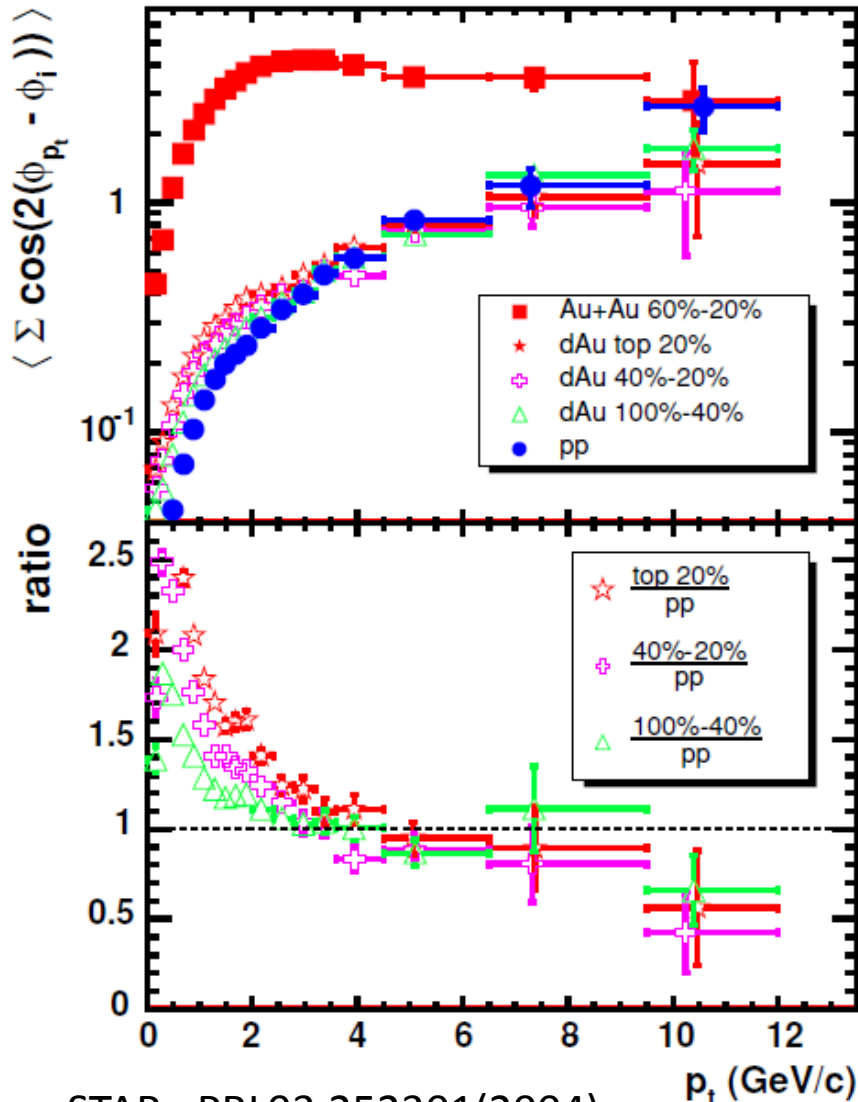 ⟨ Σ cos(2(ϕ_pt - ϕ_i )) ⟩
1
10^-1
Au+Au 60%-20%
dAu top 20%
dAu 40%-20%
dAu 100%-40%
pp
ratio
2.5
2
1.5
1
0.5
0
top 20%
pp
40%-20%
pp
100%-40%
pp
0 2 4 6 8 10 12
p_t (GeV/c)